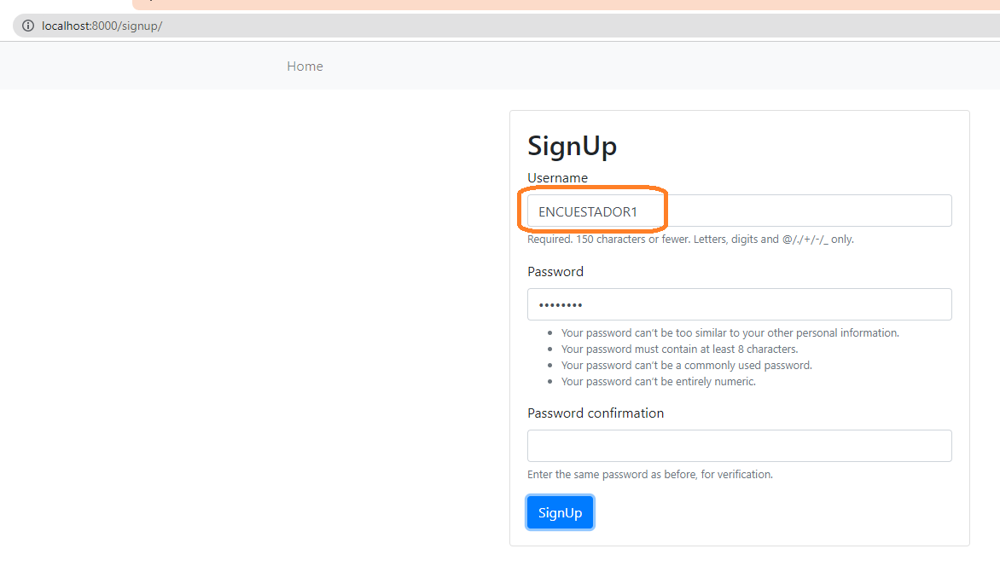 localhost:8000/signup/
Home
SignUp
Username
ENCUESTADOR1
Required. 150 characters or fewer. Letters, digits and @/./+/-/_ only.
Password
••••••••
Your password can't be too similar to your other personal information.
Your password must contain at least 8 characters.
Your password can't be a commonly used password.
Your password can't be entirely numeric.
Password confirmation
Enter the same password as before, for verification.
SignUp